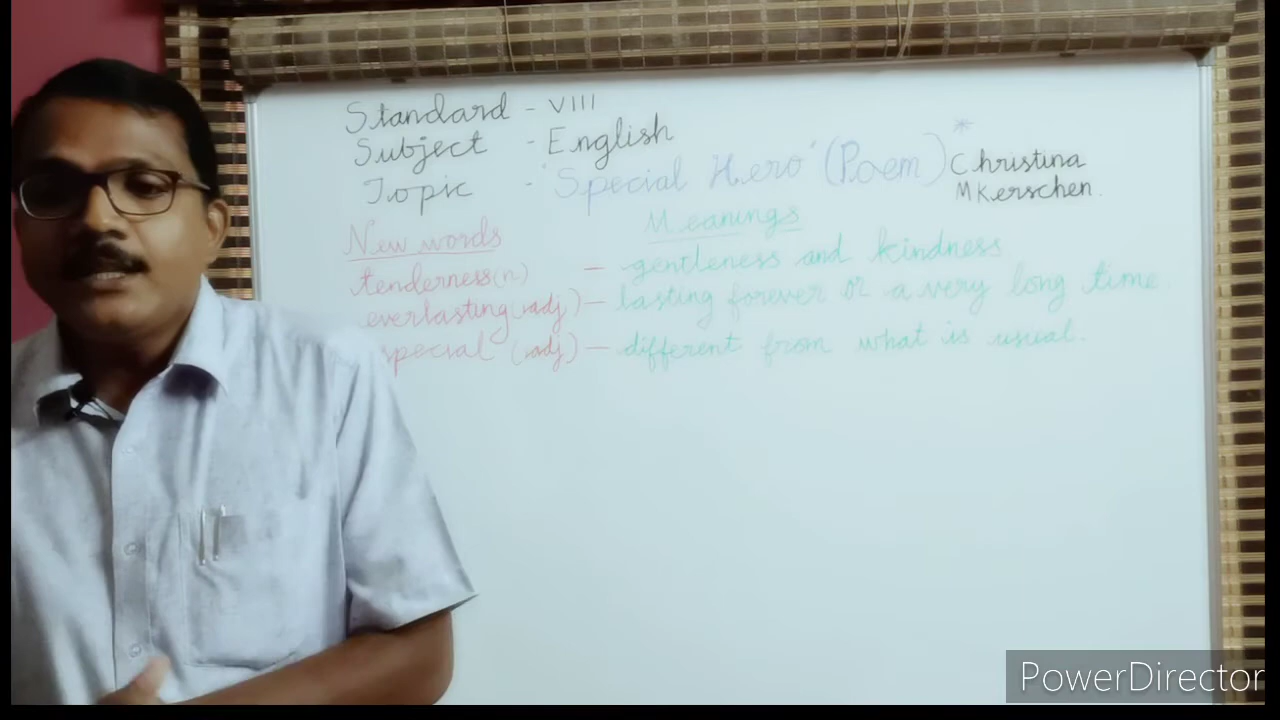 Standard - VIII
Subject - English
Topic - 'Special Hero' (Poem) * Christina
M Kerschen.
New words Meanings
tenderness (n) - gentleness and kindness
everlasting (adj) - lasting forever or a very long time
special (adj) - different from what is usual.
PowerDirector